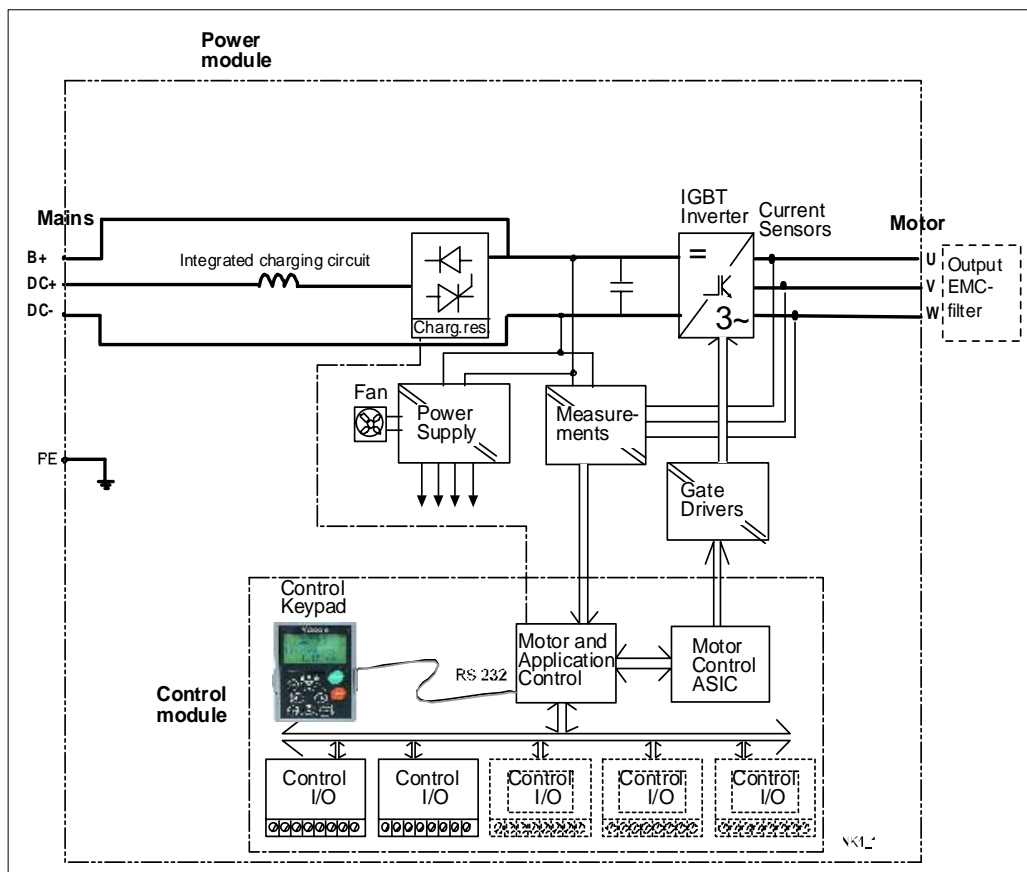 Power
module
Mains
B+
DC+
DC-
PE
Integrated charging circuit
Charg.res.
IGBT
Inverter
=
3~
Current
Sensors
Motor
U
V
W
Output
EMC-
filter
Fan
Power
Supply
Measure-
ments
Gate
Drivers
Control
Keypad
Control
module
RS 232
Motor and
Application
Control
Motor
Control
ASIC
Control
I/O
Control
I/O
Control
I/O
Control
I/O
Control
I/O